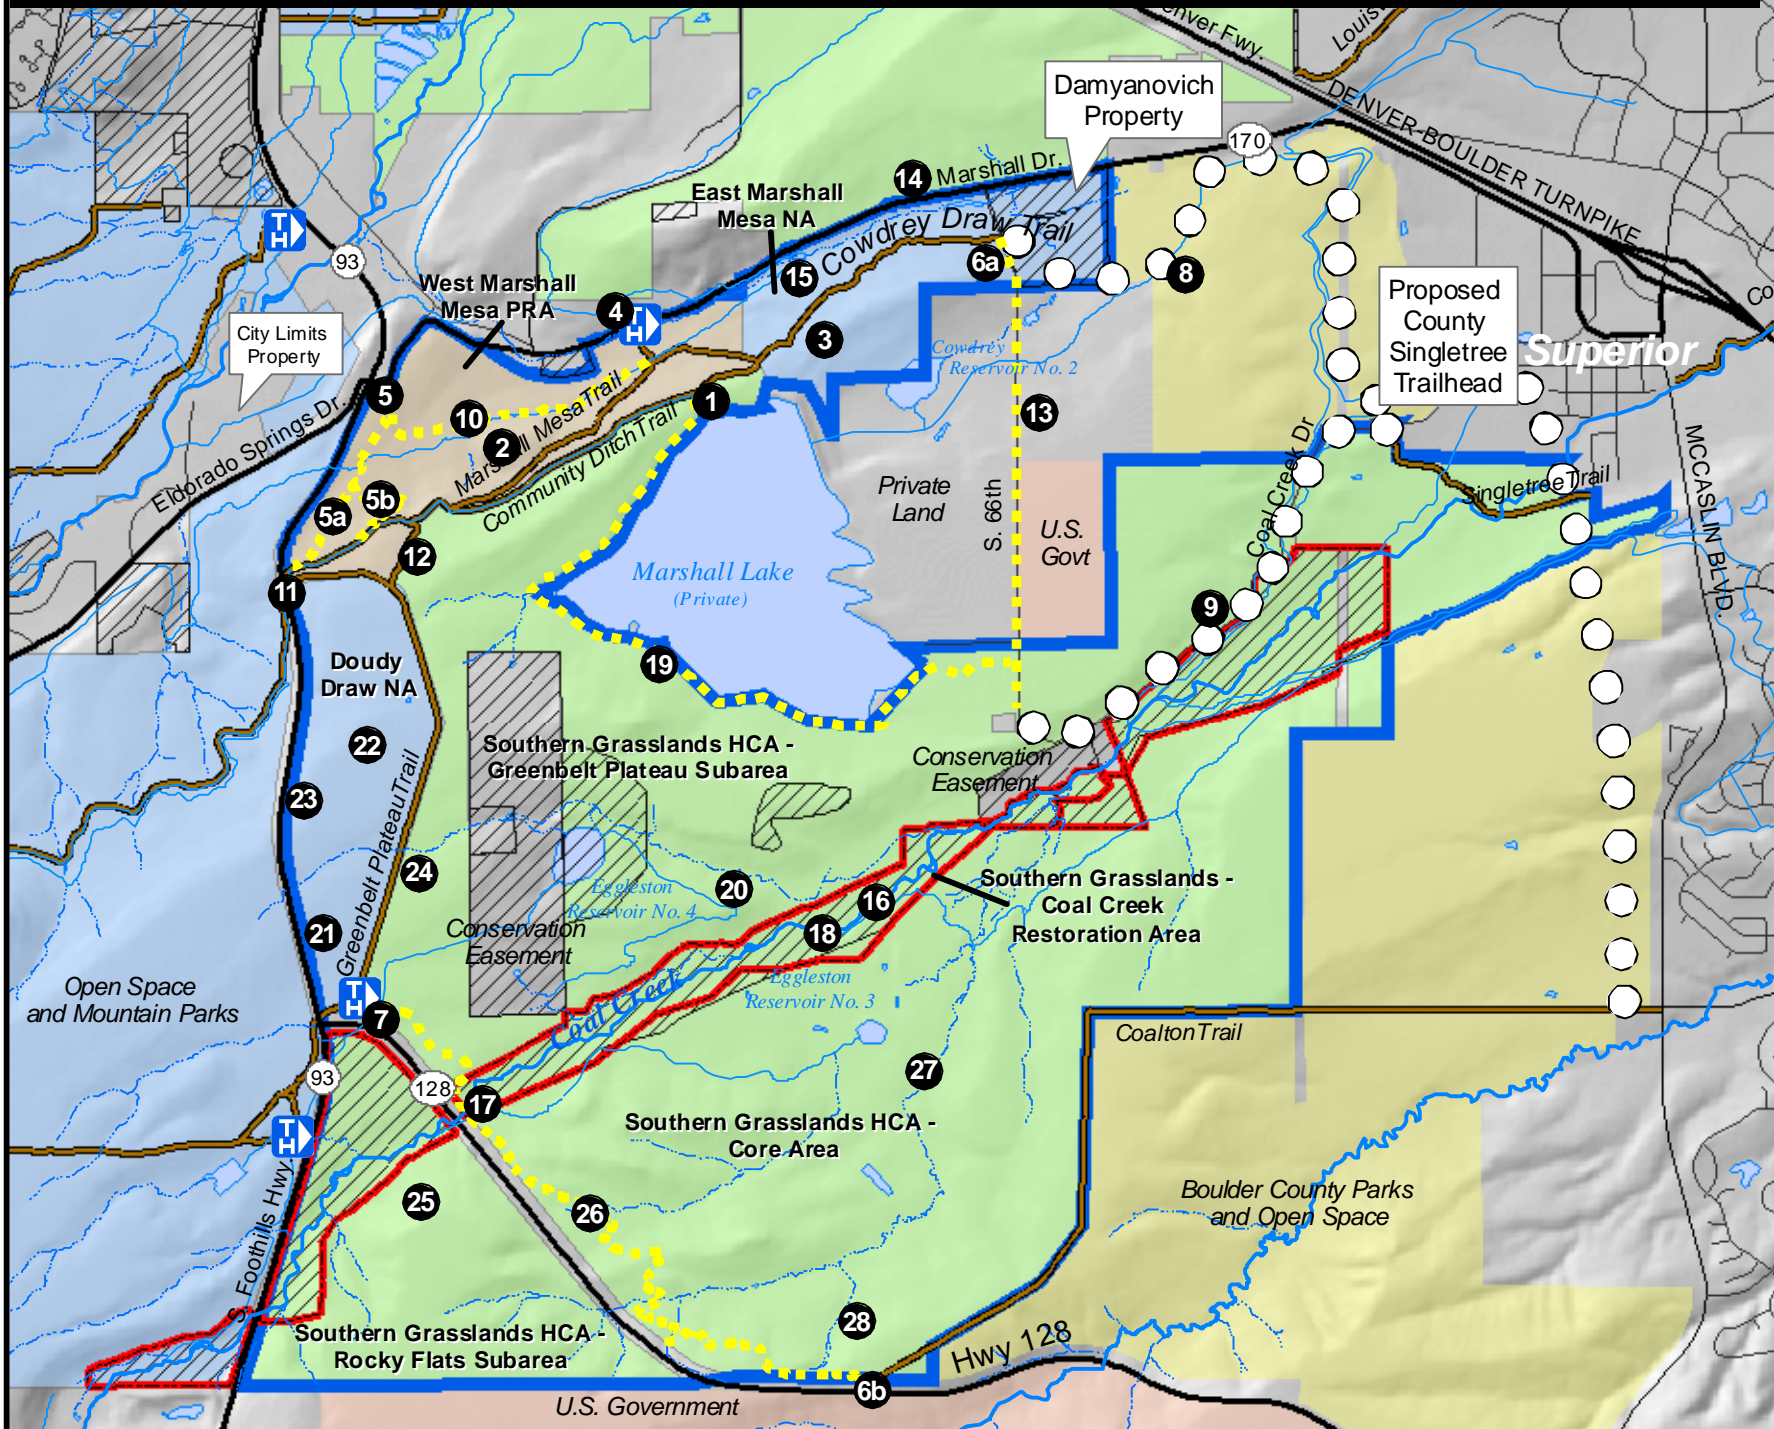 Denver Fwy.
DENVER-BOULDER TURNPIKE
Damyanovich
Property
170
14
Marshall Dr.
East Marshall
Mesa NA
Cowdrey Draw Trail
TH
93
6a
8
15
West Marshall
Mesa PRA
4
TH
3
City Limits
Property
Proposed
County
Singletree
Trailhead
Superior
Cowdrey
Reservoir No. 2
5
10
2
1
13
Marshall Mesa Trail
Community Ditch Trail
Eldorado Springs Dr.
5a
5b
12
11
Private
Land
S. 66th
U.S.
Govt
Coal Creek Dr
Singletree Trail
MCCASLIN BLVD.
Marshall Lake
(Private)
9
19
Doudy
Draw NA
22
23
Southern Grasslands HCA -
Greenbelt Plateau Subarea
Conservation
Easement
Greenbelt Plateau Trail
24
21
20
16
18
Eggleston
Reservoir No. 4
Conservation
Easement
Southern Grasslands -
Coal Creek
Restoration Area
Eggleston
Reservoir No. 3
Coal Creek
Open Space
and Mountain Parks
TH
7
93
128
17
27
Coalton Trail
TH
Southern Grasslands HCA -
Core Area
S. Foothills Hwy.
25
26
Boulder County Parks
and Open Space
28
Southern Grasslands HCA -
Rocky Flats Subarea
Hwy 128
6b
U.S. Government